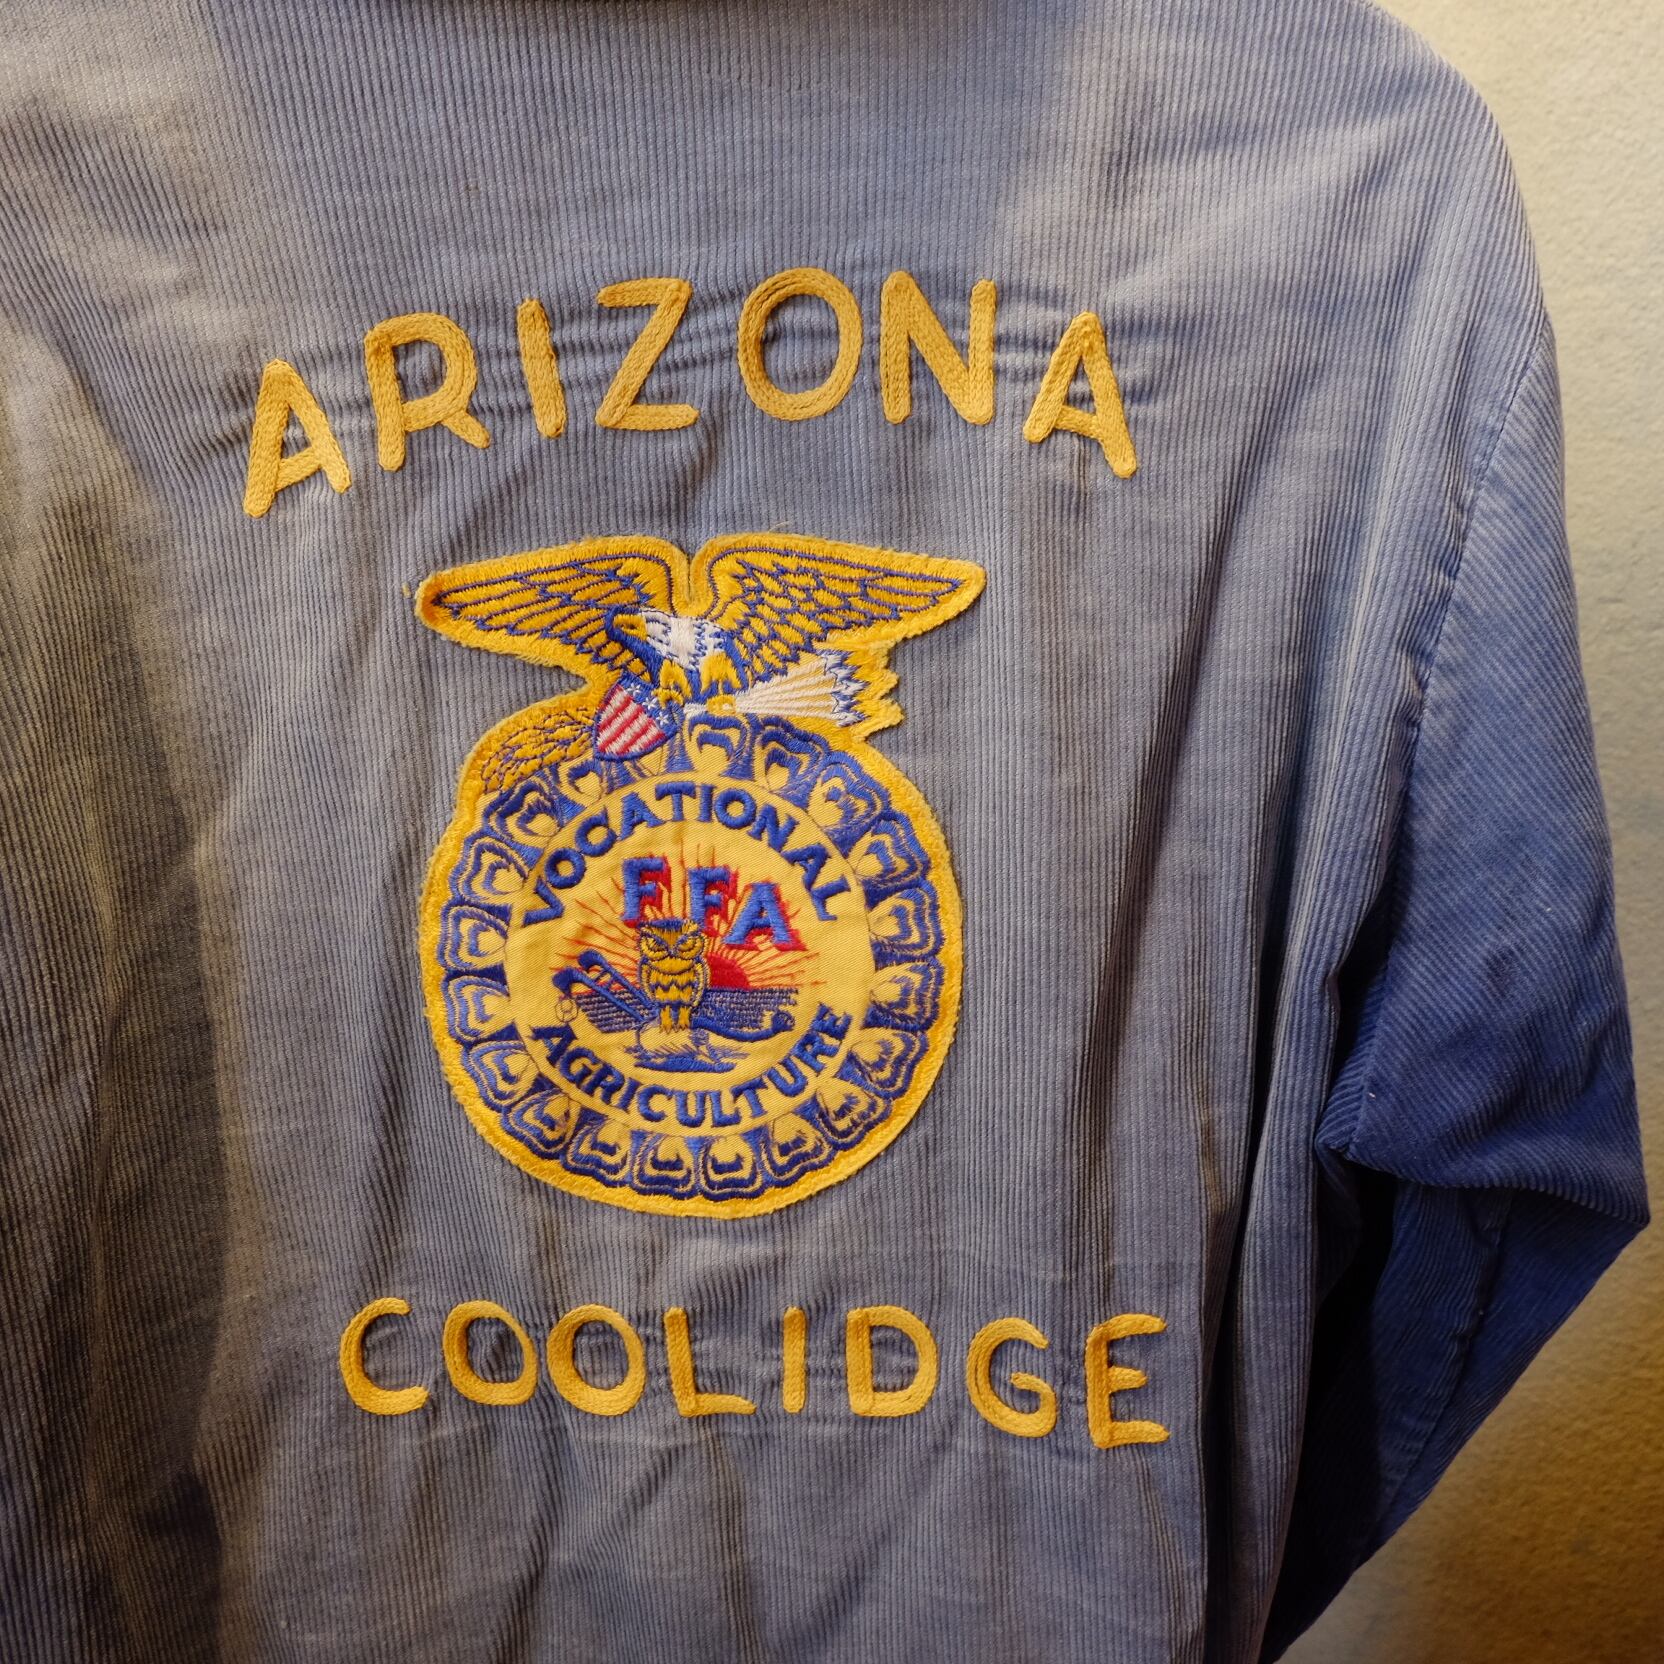 ARIZONA
VOCATIONAL
FFA
AGRICULTURE
COOLIDGE